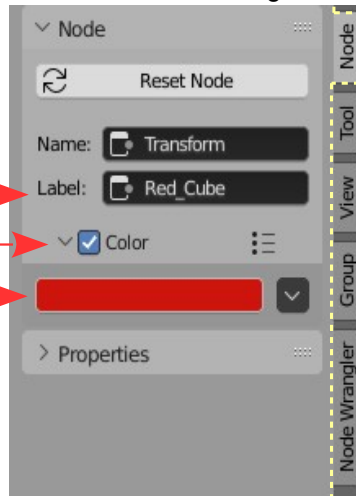 Node
Reset Node
Name: Transform
Label: Red_Cube
Color
Properties
Node
Tool
View
Group
Node Wrangler